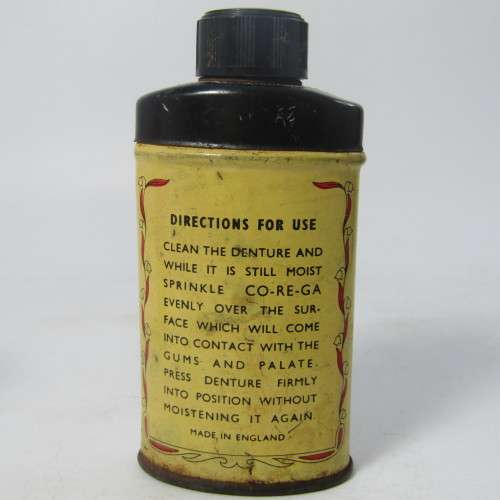 DIRECTIONS FOR USE
CLEAN THE DENTURE AND
WHILE IT IS STILL MOIST
SPRINKLE CO-RE-GA
EVENLY OVER THE SUR-
FACE WHICH WILL COME
INTO CONTACT WITH THE
GUMS AND PALATE.
PRESS DENTURE FIRMLY
INTO POSITION WITHOUT
MOISTENING IT AGAIN.
MADE IN ENGLAND